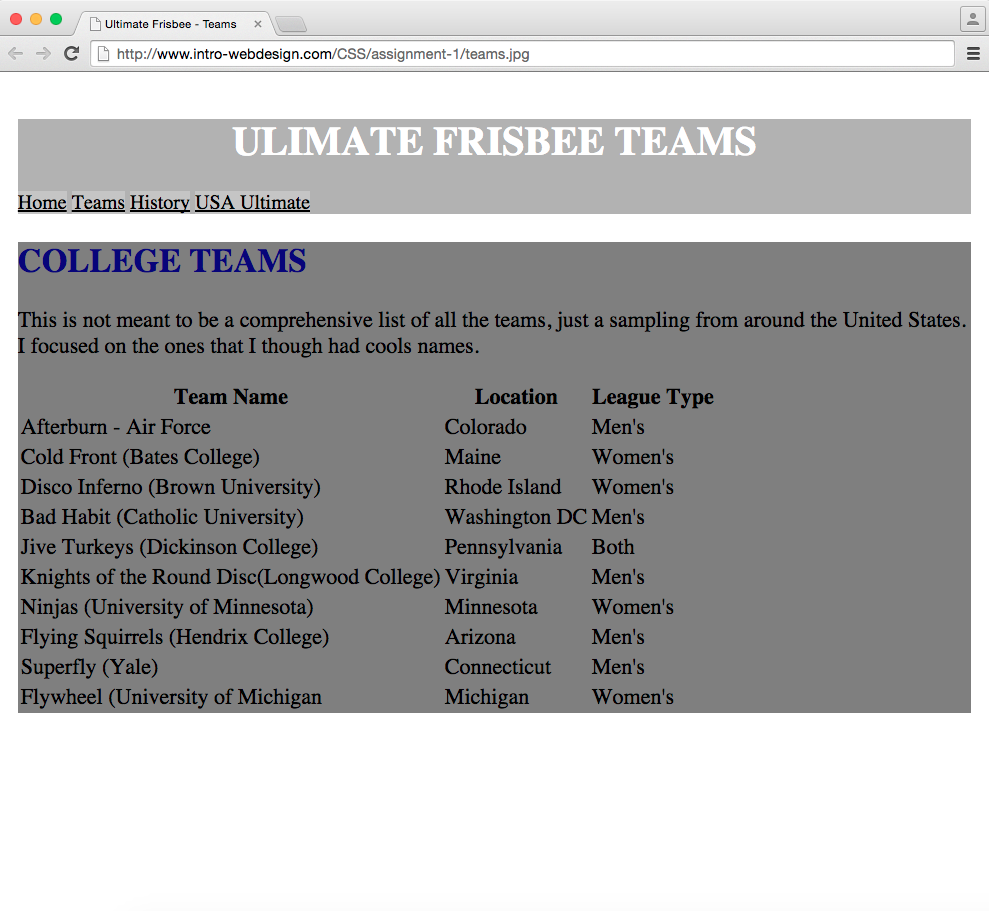 Ultimate Frisbee - Teams
http://www.intro-webdesign.com/CSS/assignment-1/teams.jpg
ULIMATE FRISBEE TEAMS
Home Teams History USA Ultimate
COLLEGE TEAMS
This is not meant to be a comprehensive list of all the teams, just a sampling from around the United States.
I focused on the ones that I though had cools names.
Team Name Location League Type
Afterburn - Air Force Colorado Men's
Cold Front (Bates College) Maine Women's
Disco Inferno (Brown University) Rhode Island Women's
Bad Habit (Catholic University) Washington DC Men's
Jive Turkeys (Dickinson College) Pennsylvania Both
Knights of the Round Disc(Longwood College) Virginia Men's
Ninjas (University of Minnesota) Minnesota Women's
Flying Squirrels (Hendrix College) Arizona Men's
Superfly (Yale) Connecticut Men's
Flywheel (University of Michigan Michigan Women's